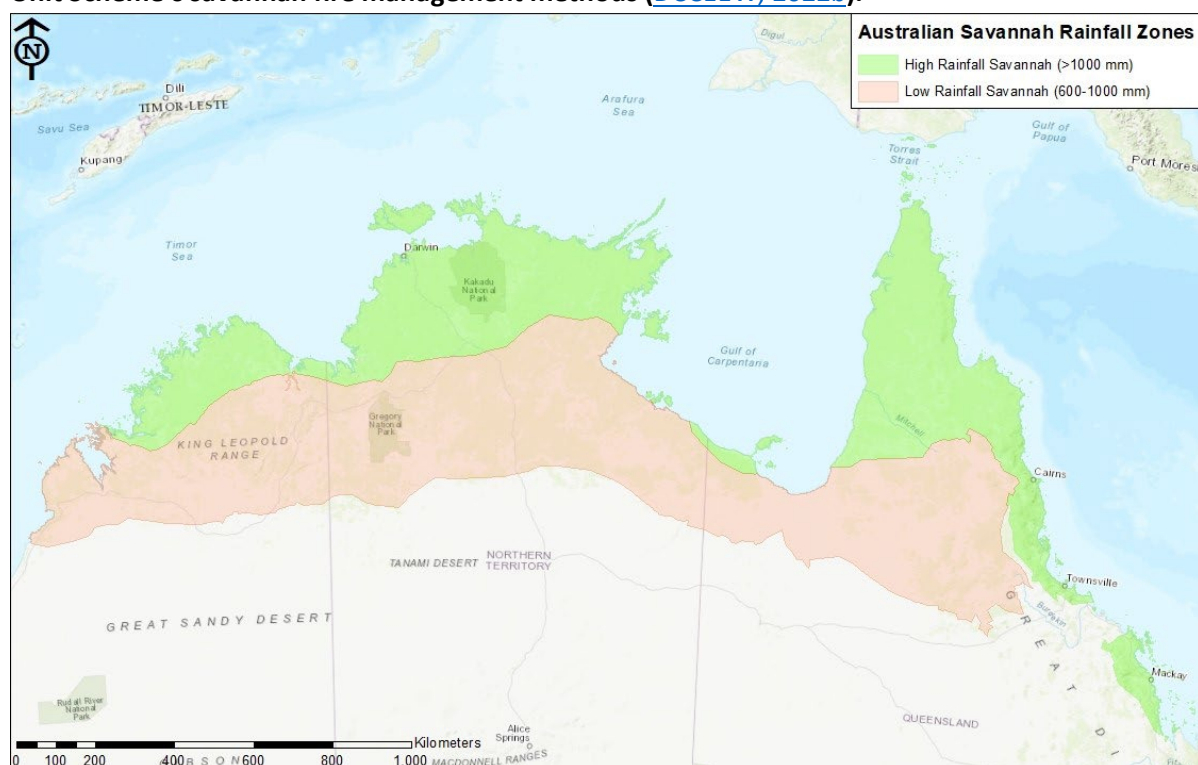 N
Australian Savannah Rainfall Zones
High Rainfall Savannah (>1000 mm)
Low Rainfall Savannah (600-1000 mm)
Digul
Dili
TIMOR-LESTE
Arafura
Sea
Savu Sea
Gulf of
Papua
Kupang
Torres
Strait
Port Mores
Timor
Sea
Darwin
Kakadu
National
Park
Gulf of
Carpentaria
Gregory
National
Park
Mitchell
KING LEOPOLD
RANGE
Cairns
TANAMI DESERT
NORTHERN
TERRITORY
Townsville
GREAT SANDY DESERT
GREAT DI
Mackay
Rudall River
National
Park
QUEENSLAND
Alice
Springs
Kilometers
0 100 200 400 600 800 1,000
MACDONNELL RANGES